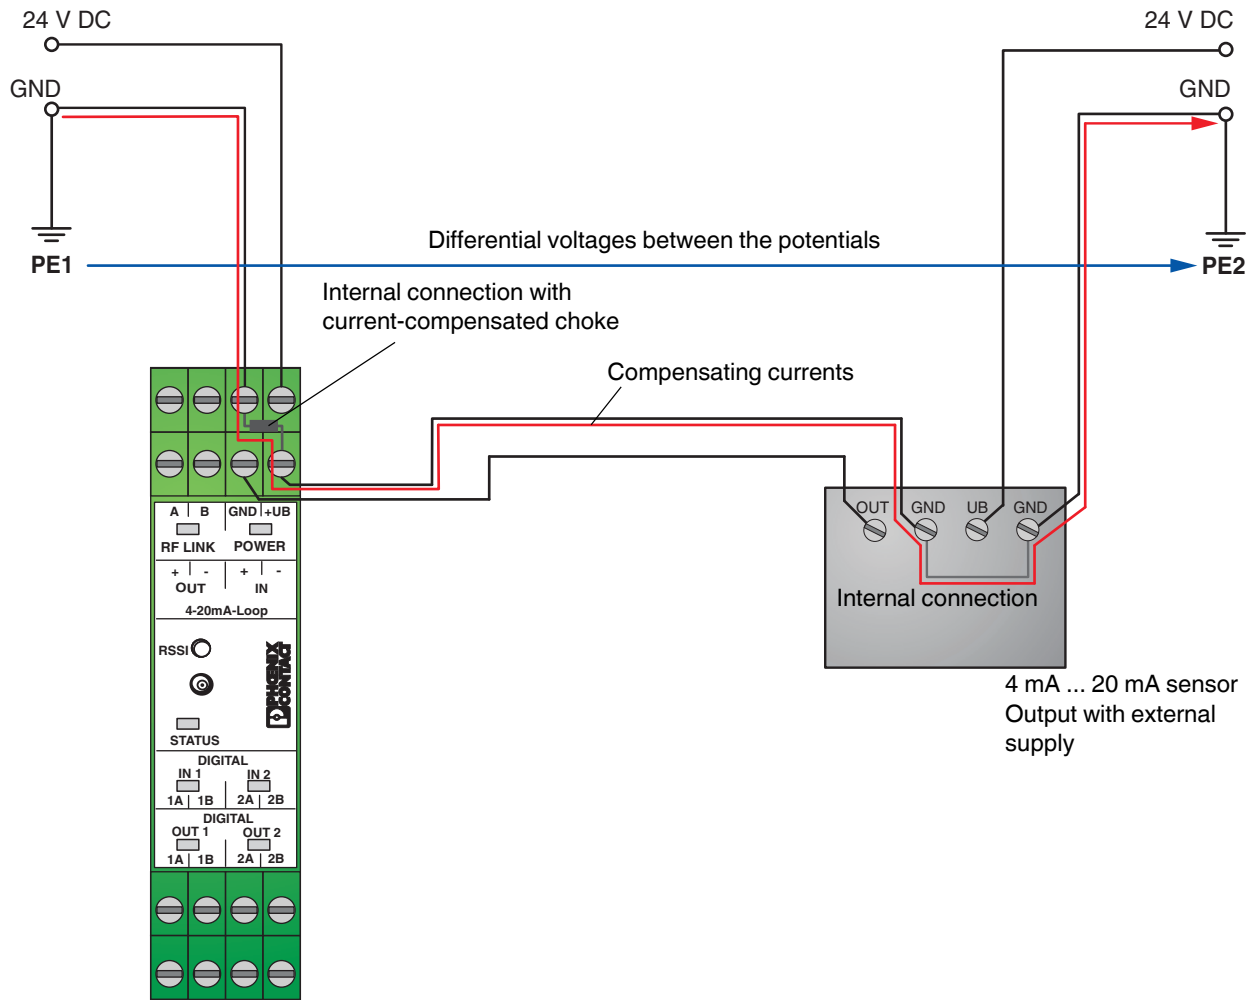 24 V DC
24 V DC
GND
GND
Differential voltages between the potentials
PE1
PE2
Internal connection with
current-compensated choke
Compensating currents
A B GND +UB
RF LINK POWER
+ - + -
OUT IN
4-20mA-Loop
RSSI
PHŒNIX
CONTACT
STATUS
DIGITAL
IN 1 IN 2
1A 1B 2A 2B
DIGITAL
OUT 1 OUT 2
1A 1B 2A 2B
OUT GND UB GND
Internal connection
4 mA ... 20 mA sensor
Output with external
supply